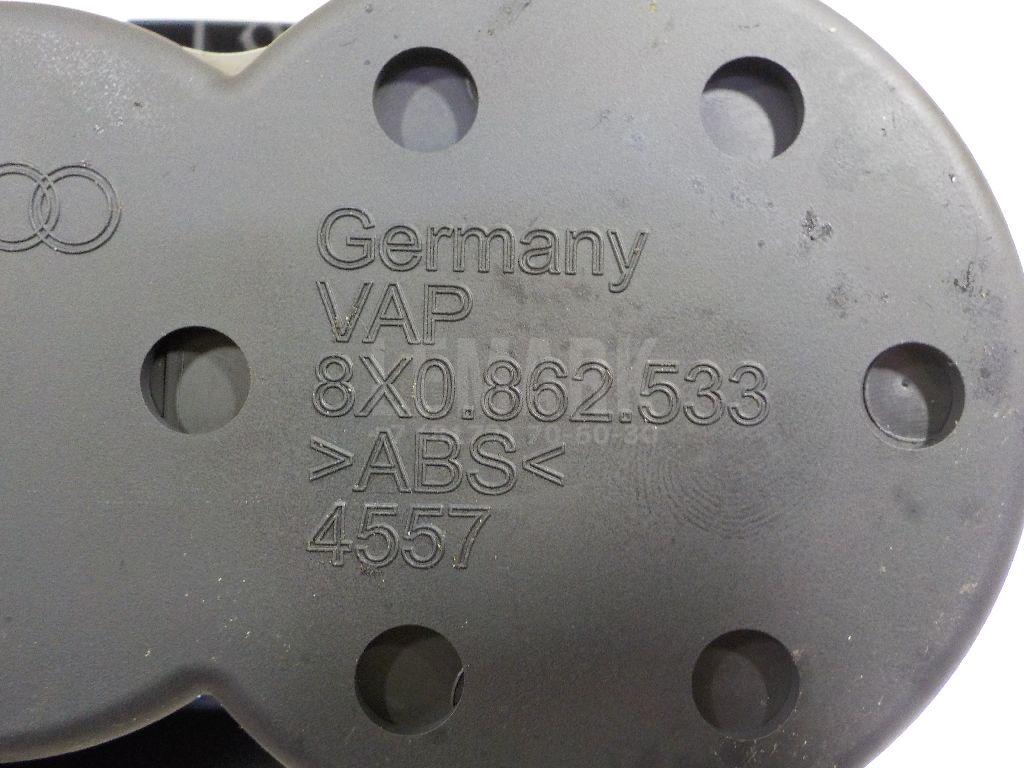 Germany
VAP
8X0.862.533
>ABS<
4557